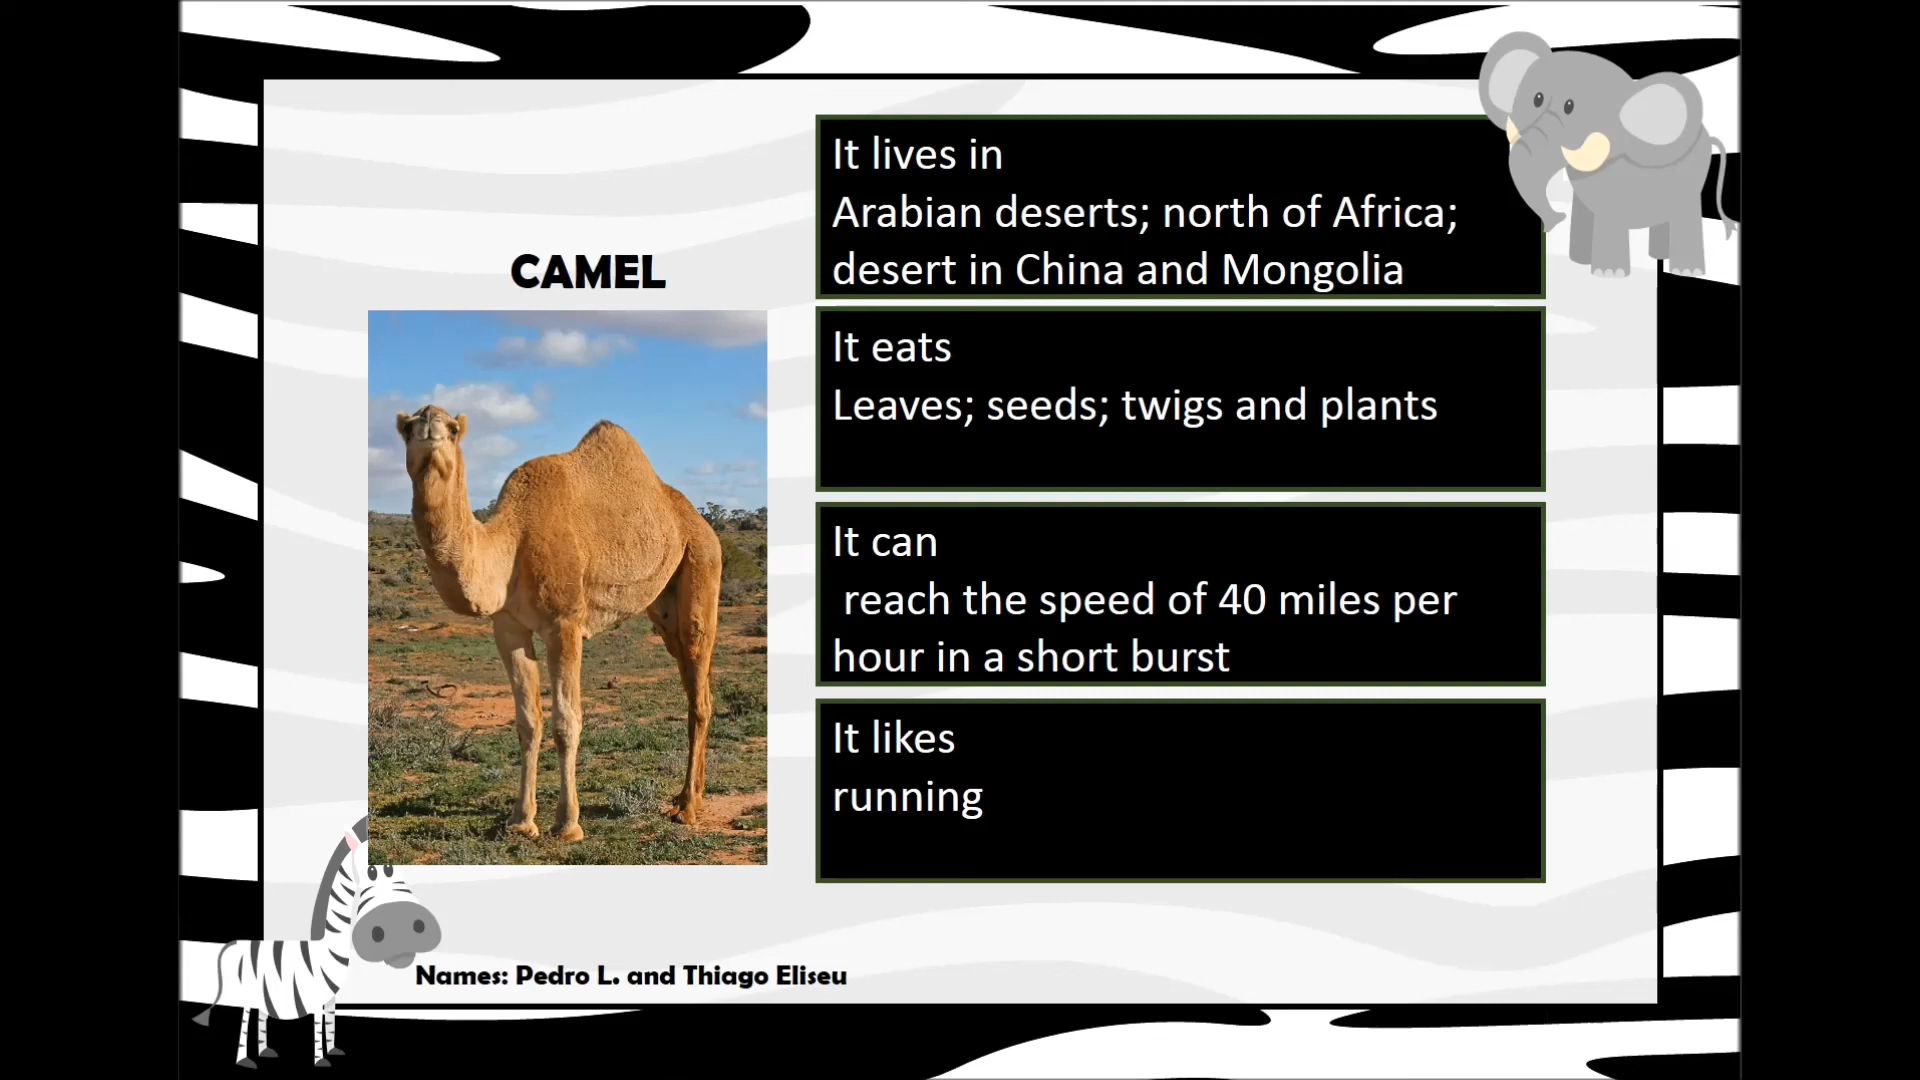 CAMEL
It lives in
Arabian deserts; north of Africa;
desert in China and Mongolia
It eats
Leaves; seeds; twigs and plants
It can
reach the speed of 40 miles per
hour in a short burst
It likes
running
Names: Pedro L. and Thiago Eliseu